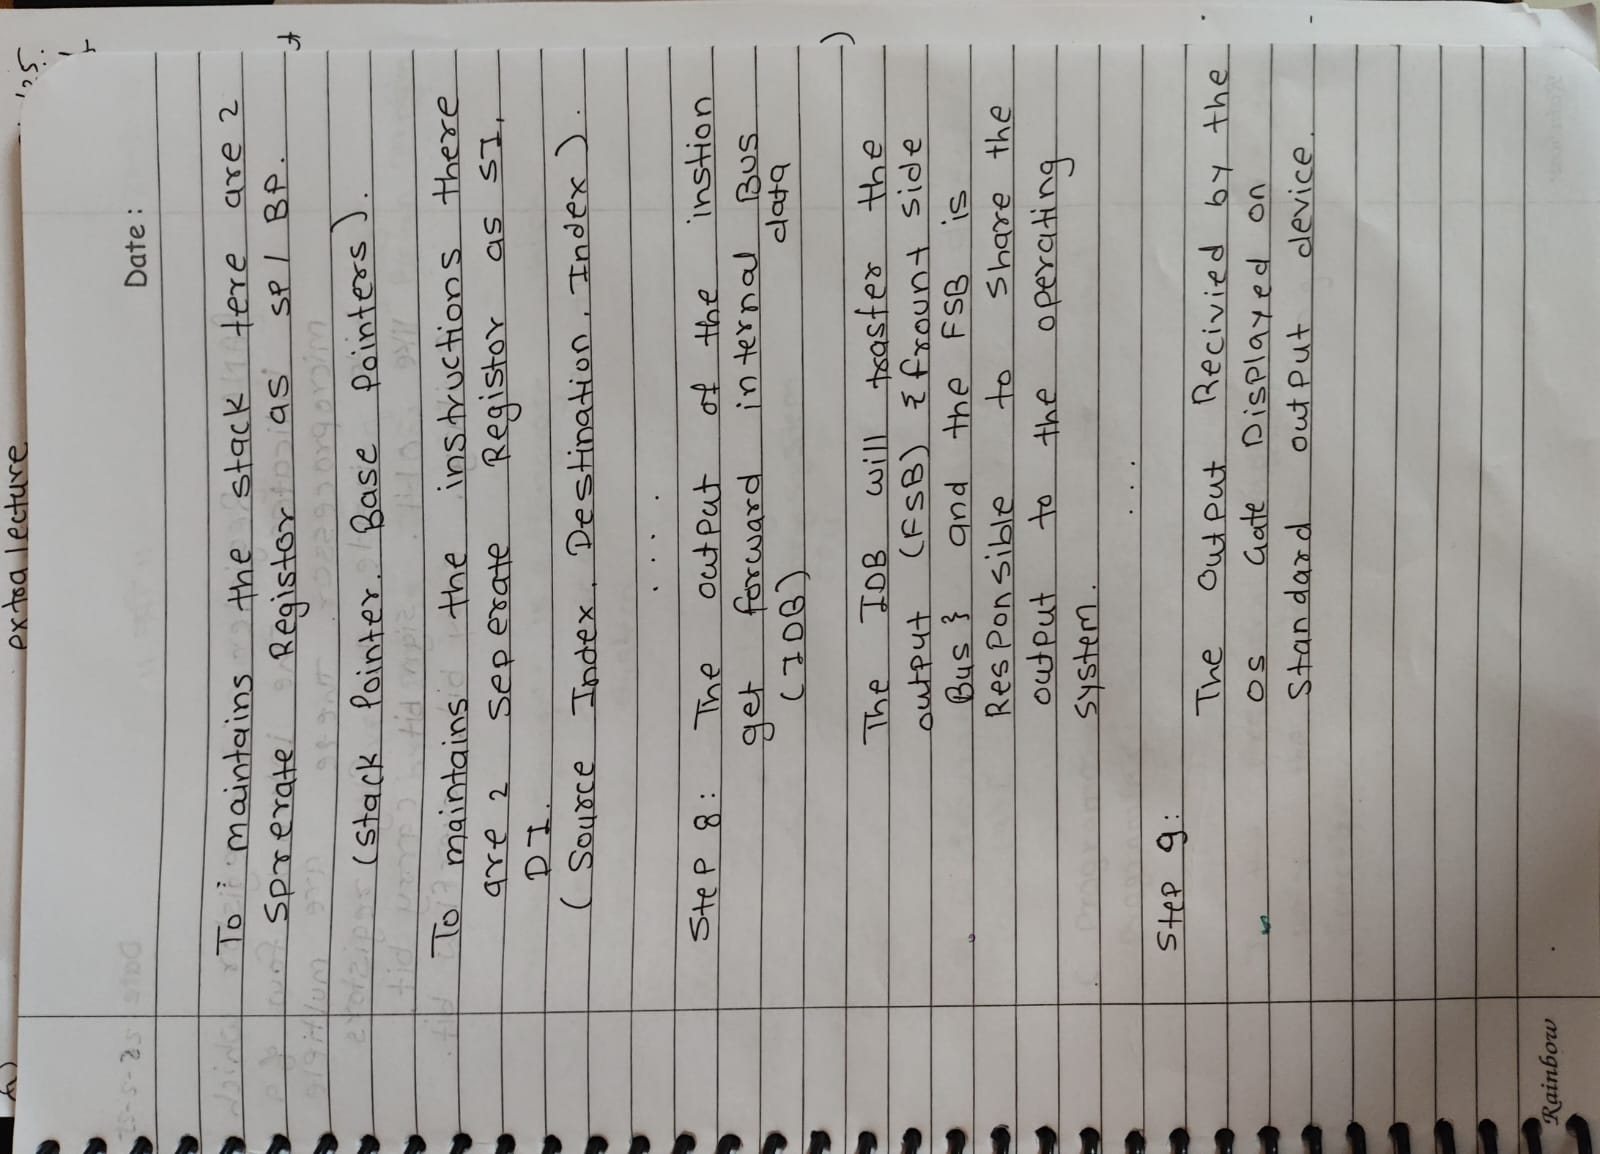 extra lecture
Date:
To maintains the stack tere are 2
Sprerate Registor as SP / BP.
(Stack Pointer. Base Pointers).
To maintains the instructions there
are 2 Seperate Registor as SI,
DI.
(Source Index. Destination. Index).
....
Step 8: The output of the instion
get forward internal Bus
(IDB) data
The IDB will trasfer the
output (FSB) {frount side
Bus} and the FSB is
Responsible to share the
output to the operating
System.
....
Step 9:
The Output Recivied by the
OS Gate Displayed on
Standard output device.
Rainbow